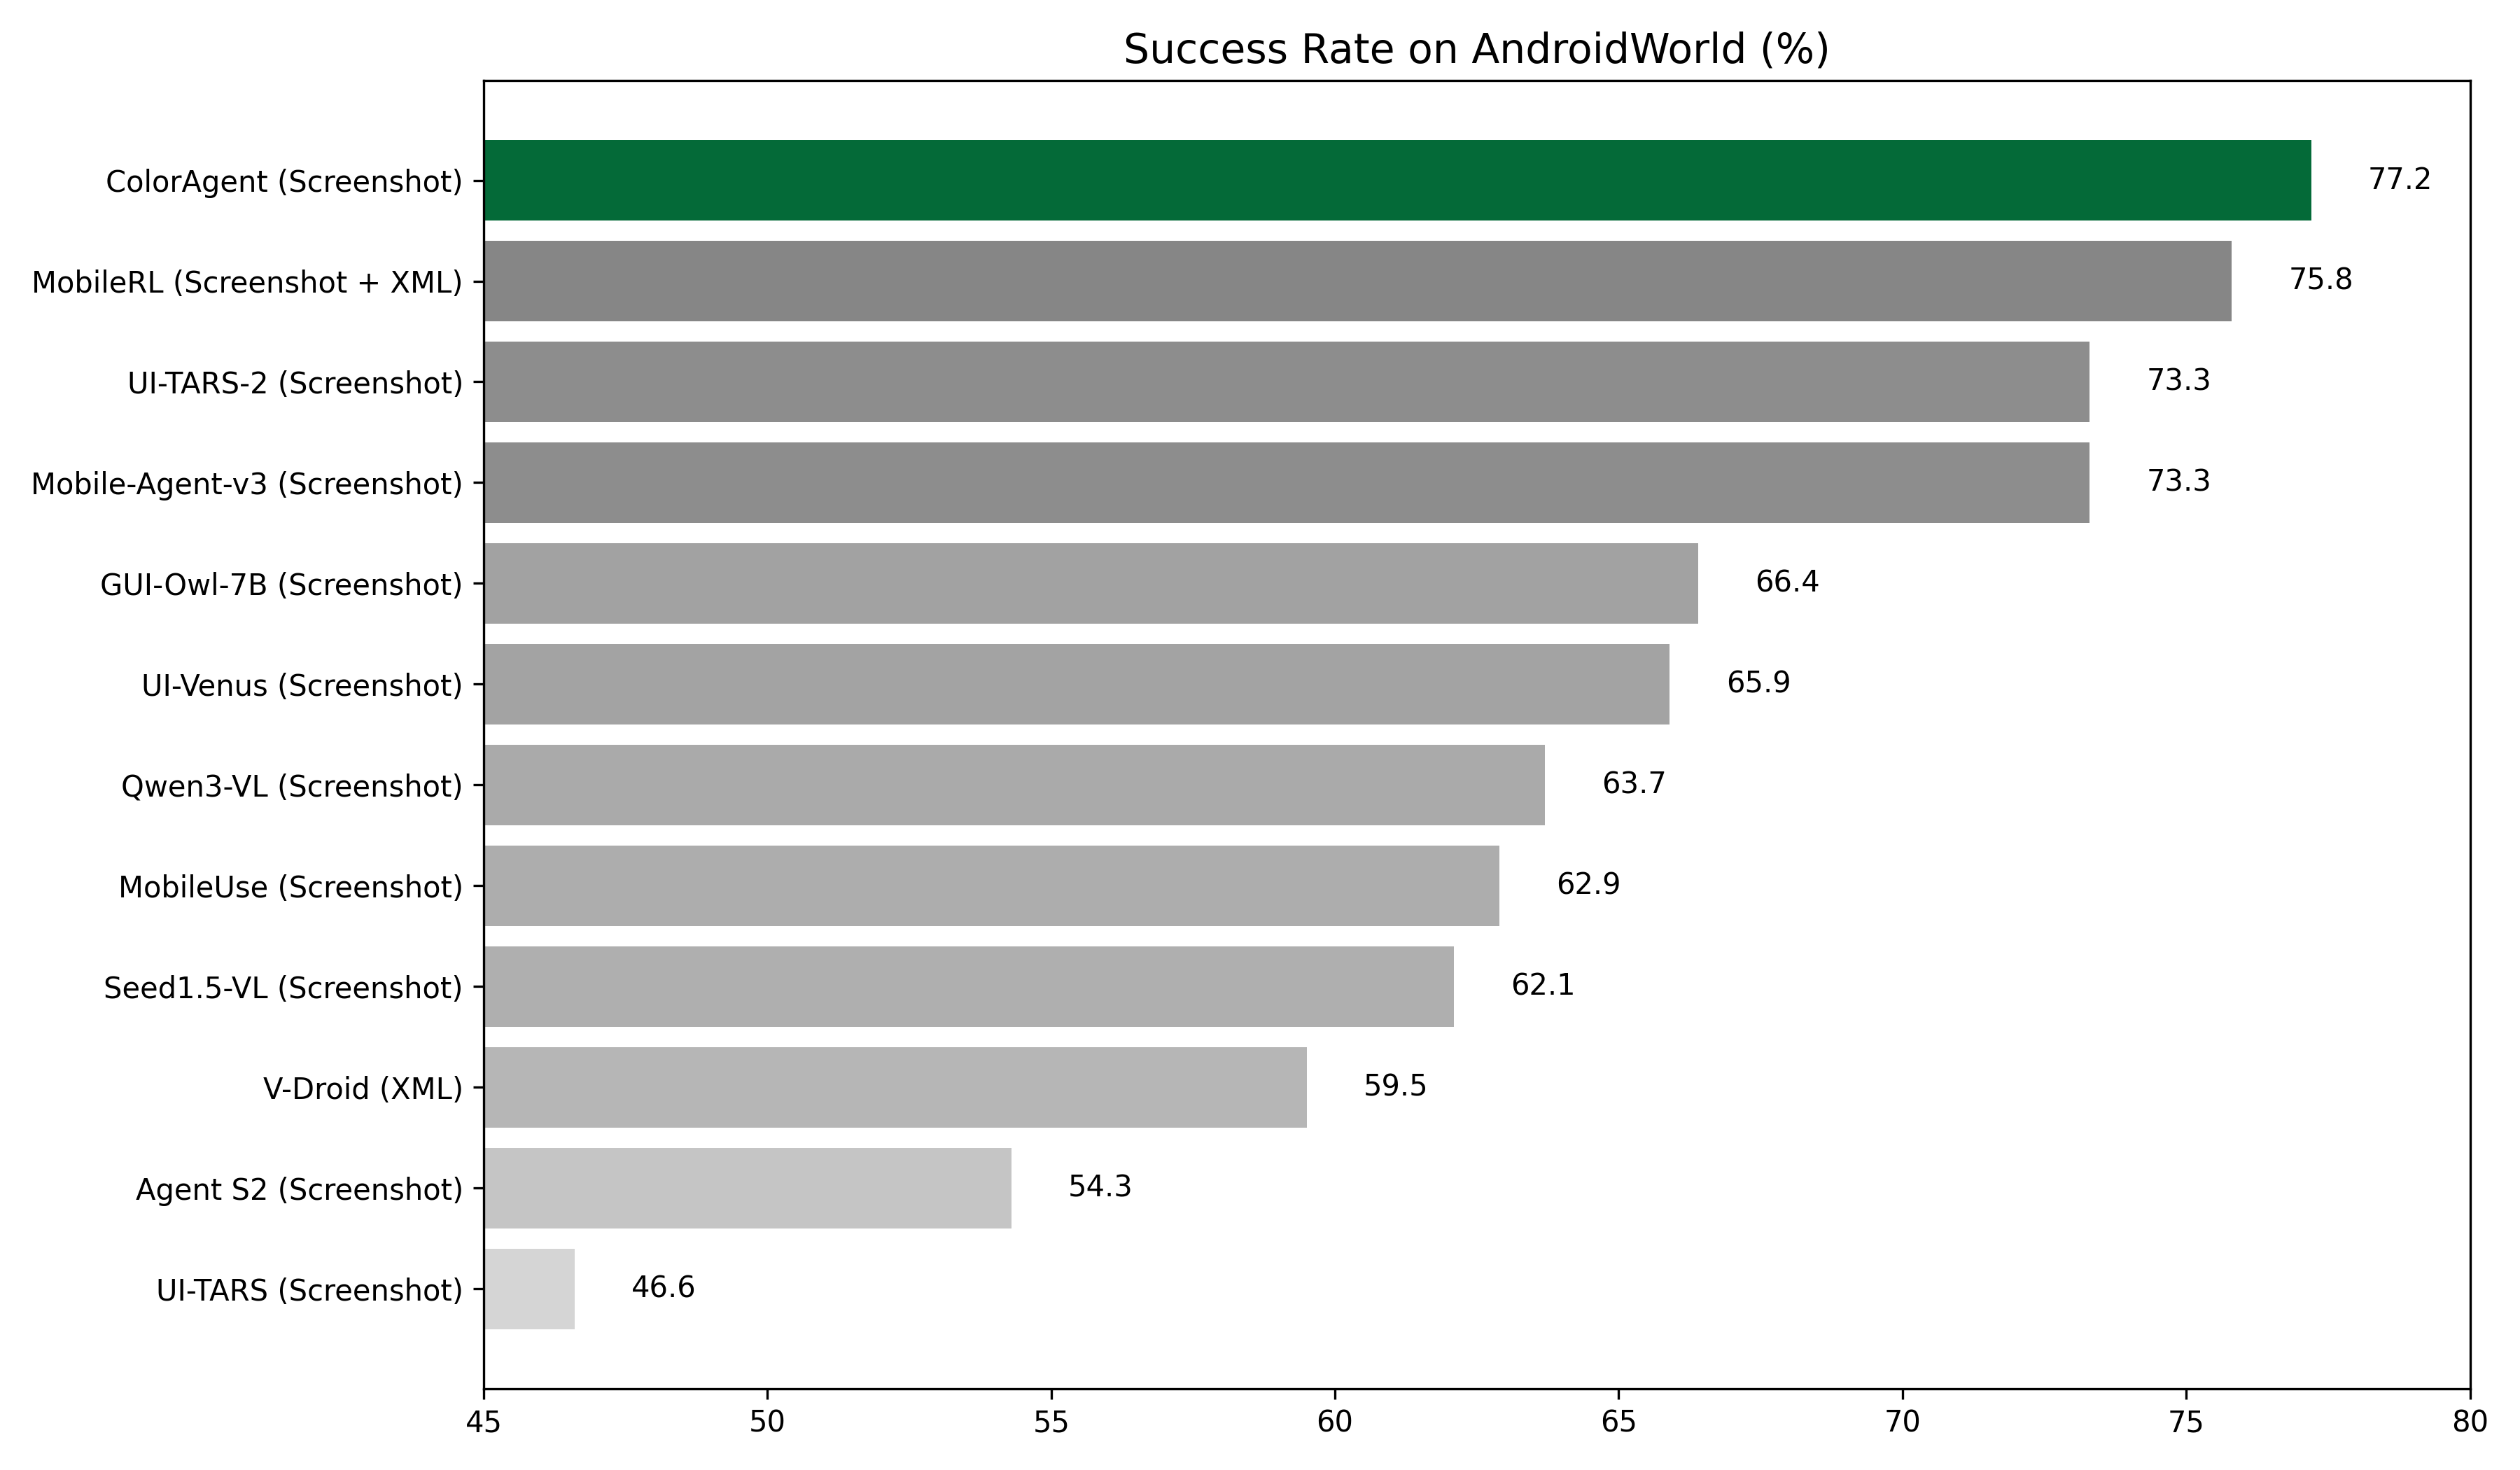 Success Rate on AndroidWorld (%)
ColorAgent (Screenshot) 77.2
MobileRL (Screenshot + XML) 75.8
UI-TARS-2 (Screenshot) 73.3
Mobile-Agent-v3 (Screenshot) 73.3
GUI-Owl-7B (Screenshot) 66.4
UI-Venus (Screenshot) 65.9
Qwen3-VL (Screenshot) 63.7
MobileUse (Screenshot) 62.9
Seed1.5-VL (Screenshot) 62.1
V-Droid (XML) 59.5
Agent S2 (Screenshot) 54.3
UI-TARS (Screenshot) 46.6
45 50 55 60 65 70 75 80